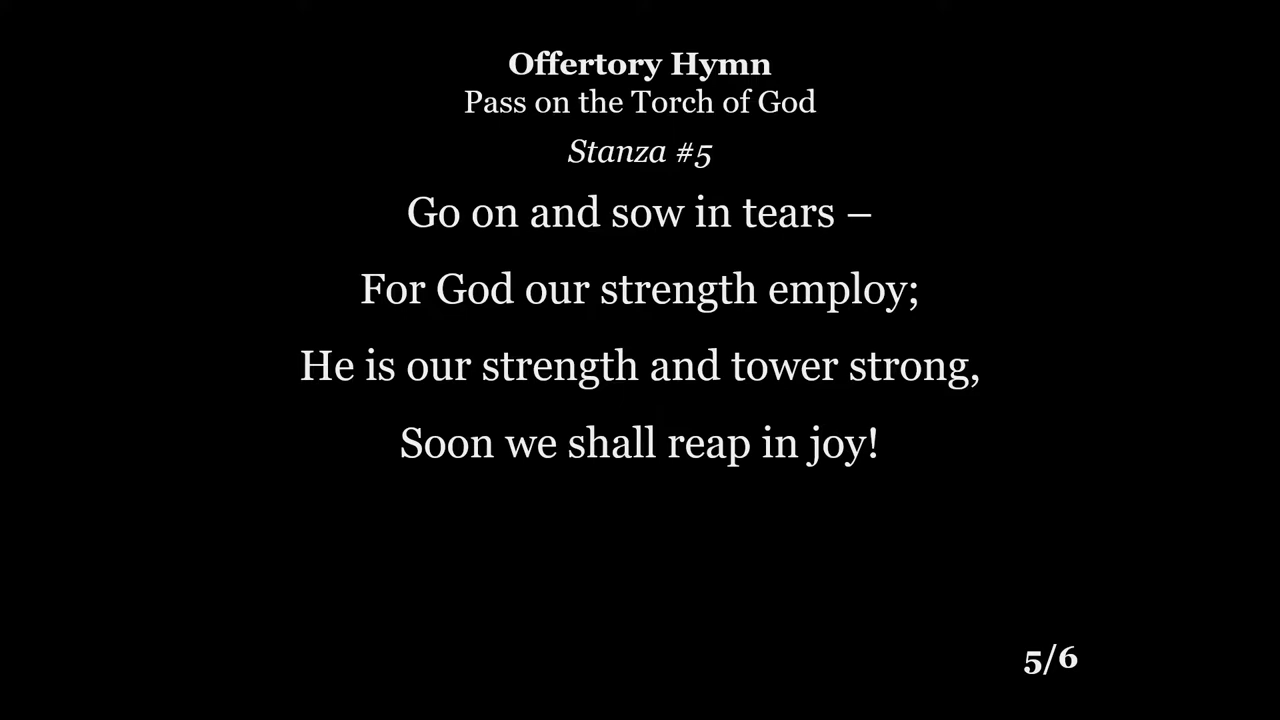 Offertory Hymn
Pass on the Torch of God
Stanza #5
Go on and sow in tears –
For God our strength employ;
He is our strength and tower strong,
Soon we shall reap in joy!
5/6